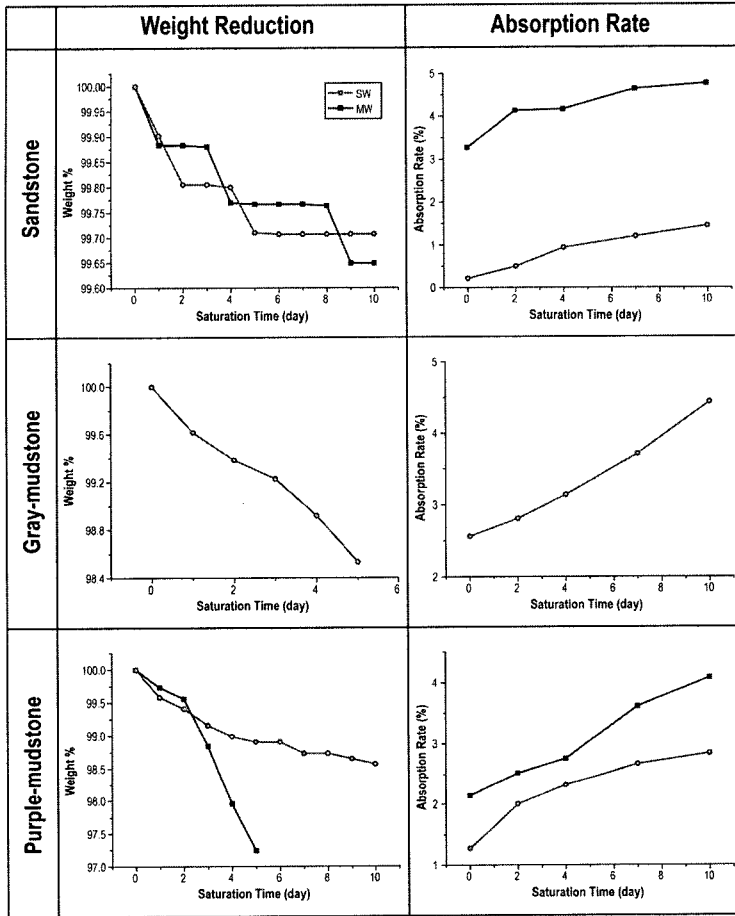 Weight Reduction
Absorption Rate
Sandstone
100.00
99.95
99.90
99.85
99.80
99.75
99.70
99.65
99.60
Weight %
0 2 4 6 8 10
Saturation Time (day)
SW
MW
5
4
3
2
1
0
Absorption Rate (%)
0 2 4 6 8 10
Saturation Time (day)
Gray-mudstone
100.0
99.6
99.2
98.8
98.4
Weight %
0 2 4 6
Saturation Time (day)
5
4
3
2
Absorption Rate (%)
0 2 4 6 8 10
Saturation Time (day)
Purple-mudstone
100.0
99.5
99.0
98.5
98.0
97.5
97.0
Weight %
0 2 4 6 8 10
Saturation Time (day)
4
3
2
1
Absorption Rate (%)
0 2 4 6 8 10
Saturation Time (day)